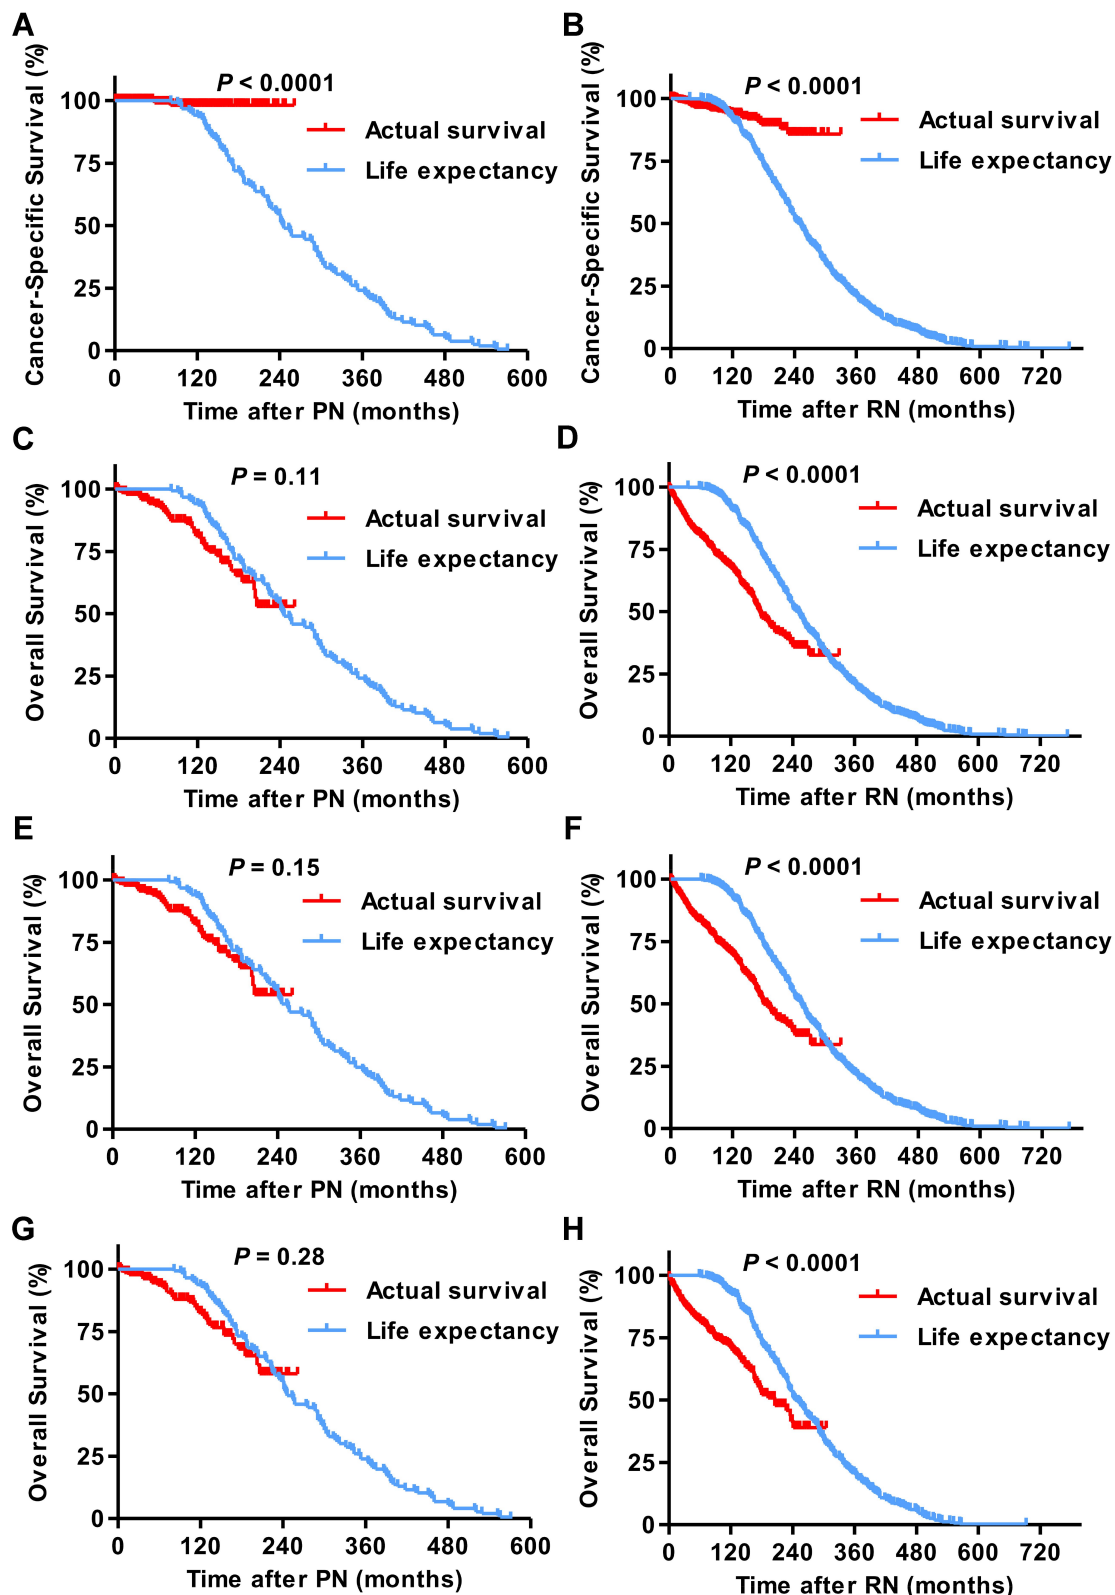 A
P < 0.0001
Cancer-Specific Survival (%)
100
75
50
25
0
Actual survival
Life expectancy
0 120 240 360 480 600
Time after PN (months)
B
P < 0.0001
Cancer-Specific Survival (%)
100
75
50
25
0
Actual survival
Life expectancy
0 120 240 360 480 600 720
Time after RN (months)
C
P = 0.11
Overall Survival (%)
100
75
50
25
0
Actual survival
Life expectancy
0 120 240 360 480 600
Time after PN (months)
D
P < 0.0001
Overall Survival (%)
100
75
50
25
0
Actual survival
Life expectancy
0 120 240 360 480 600 720
Time after RN (months)
E
P = 0.15
Overall Survival (%)
100
75
50
25
0
Actual survival
Life expectancy
0 120 240 360 480 600
Time after PN (months)
F
P < 0.0001
Overall Survival (%)
100
75
50
25
0
Actual survival
Life expectancy
0 120 240 360 480 600 720
Time after RN (months)
G
P = 0.28
Overall Survival (%)
100
75
50
25
0
Actual survival
Life expectancy
0 120 240 360 480 600
Time after PN (months)
H
P < 0.0001
Overall Survival (%)
100
75
50
25
0
Actual survival
Life expectancy
0 120 240 360 480 600 720
Time after RN (months)